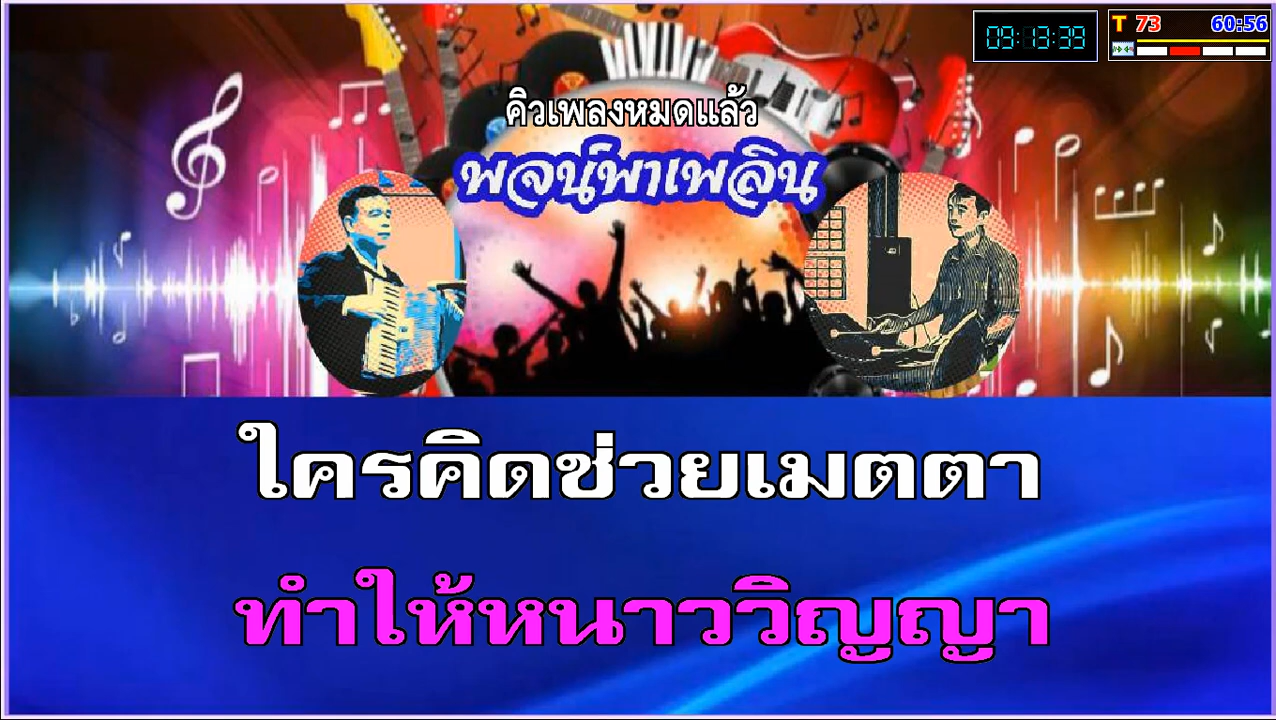 09:19:39
T 73 60:56
คิวเพลงหมดแล้ว
พจน์พาเพลิน
ใครคิดช่วยเมตตา
ทำให้หนาววิญญา